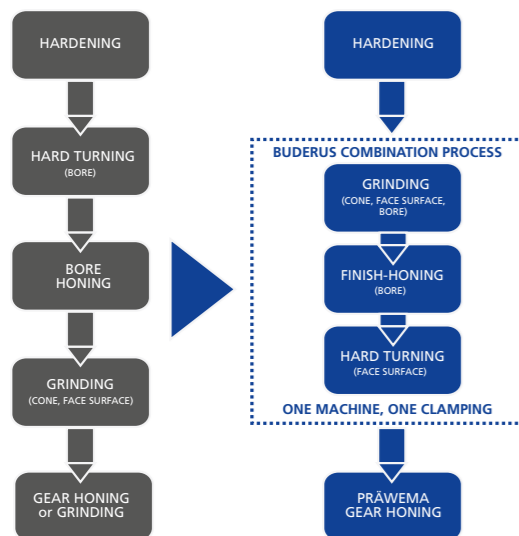 HARDENING
HARD TURNING
(BORE)
BORE
HONING
GRINDING
(CONE, FACE SURFACE)
GEAR HONING
or GRINDING
HARDENING
BUDERUS COMBINATION PROCESS
GRINDING
(CONE, FACE SURFACE,
BORE)
FINISH-HONING
(BORE)
HARD TURNING
(FACE SURFACE)
ONE MACHINE, ONE CLAMPING
PRÄWEMA
GEAR HONING